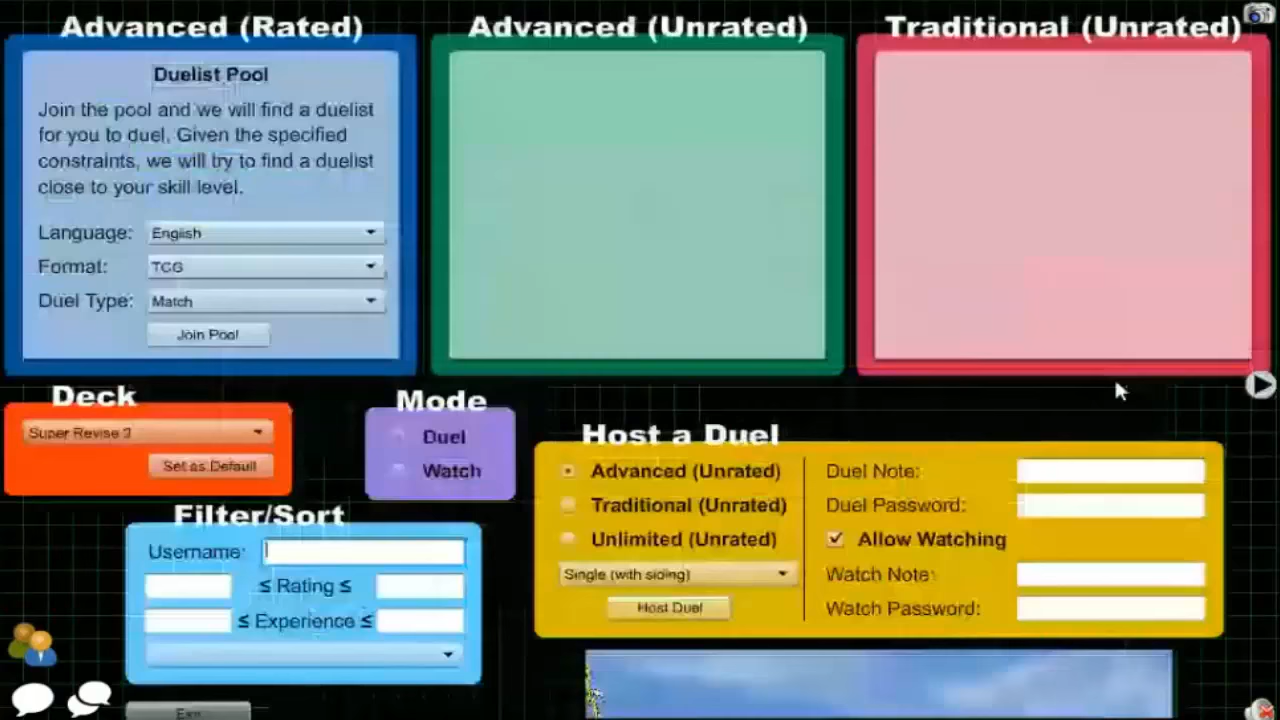 Advanced (Rated)
Duelist Pool
Join the pool and we will find a duelist
for you to duel. Given the specified
constraints, we will try to find a duelist
close to your skill level.
Language: English
Format: TCG
Duel Type: Match
Join Pool
Advanced (Unrated)
Traditional (Unrated)
Deck
Super Revise 3
Set as Default
Mode
Duel
Watch
Filter/Sort
Username:
≤ Rating ≤
≤ Experience ≤
Host a Duel
Advanced (Unrated)
Traditional (Unrated)
Unlimited (Unrated)
Single (with siding)
Host Duel
Duel Note:
Duel Password:
Allow Watching
Watch Note:
Watch Password:
Exit